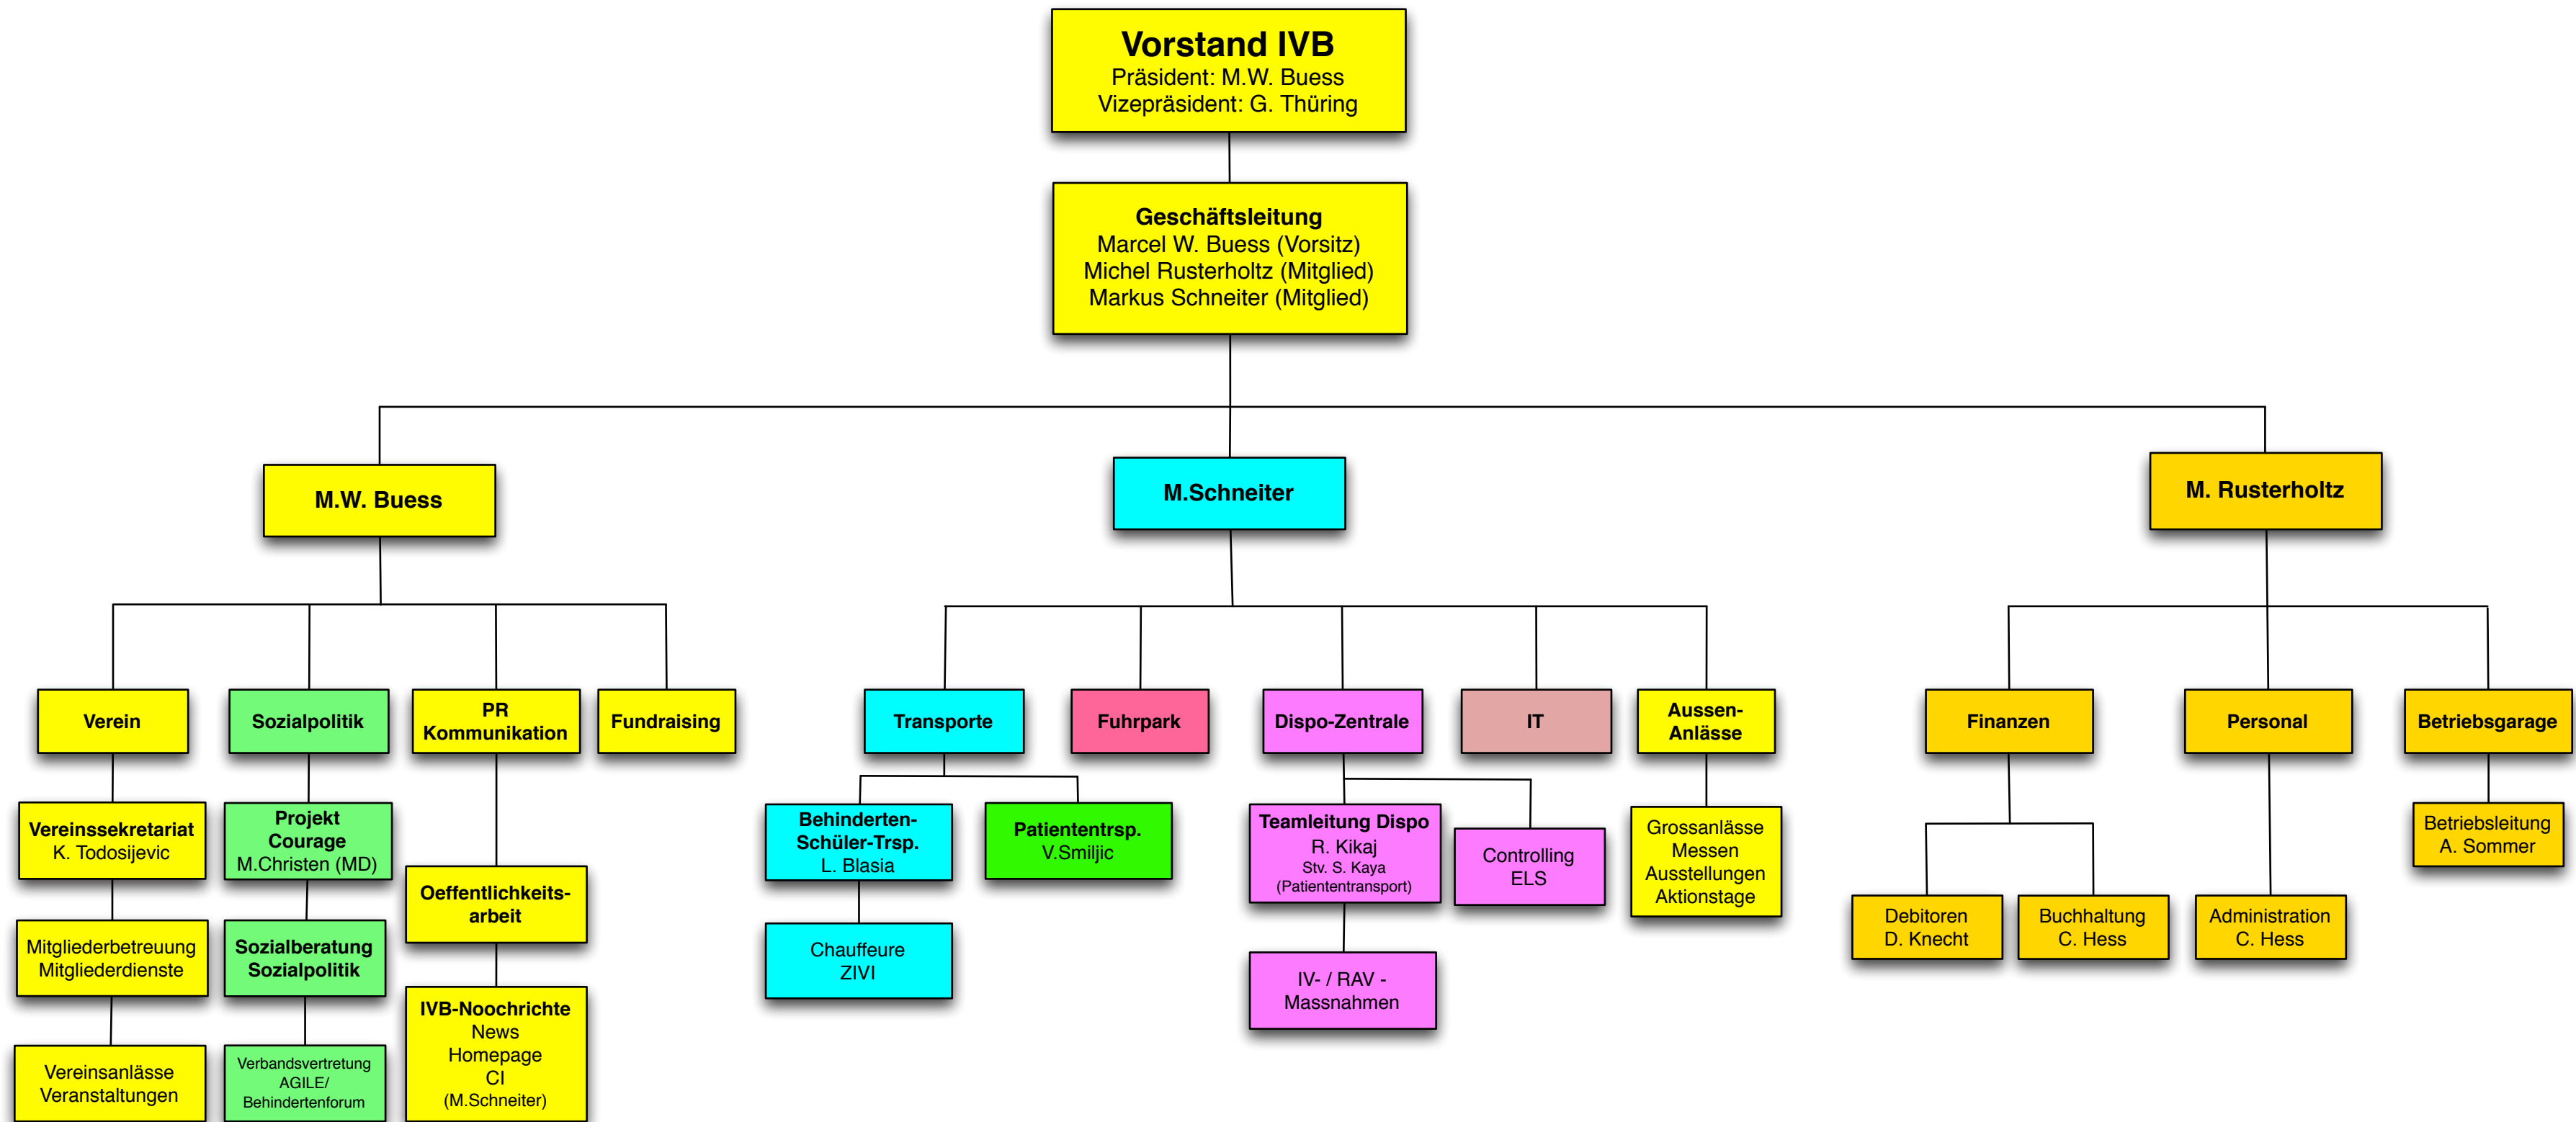 Vorstand IVB
Präsident: M.W. Buess
Vizepräsident: G. Thüring
Geschäftsleitung
Marcel W. Buess (Vorsitz)
Michel Rusterholtz (Mitglied)
Markus Schneiter (Mitglied)
M.W. Buess
M.Schneiter
M. Rusterholtz
Verein
Sozialpolitik
PR
Kommunikation
Fundraising
Transporte
Fuhrpark
Dispo-Zentrale
IT
Aussen-
Anlässe
Finanzen
Personal
Betriebsgarage
Vereinssekretariat
K. Todosijevic
Projekt
Courage
M.Christen (MD)
Oeffentlichkeits-
arbeit
Behinderten-
Schüler-Trsp.
L. Blasia
Patiententrsp.
V.Smiljic
Teamleitung Dispo
R. Kikaj
Stv. S. Kaya
(Patiententransport)
Controlling
ELS
Grossanlässe
Messen
Ausstellungen
Aktionstage
Debitoren
D. Knecht
Buchhaltung
C. Hess
Administration
C. Hess
Betriebsleitung
A. Sommer
Mitgliederbetreuung
Mitgliederdienste
Sozialberatung
Sozialpolitik
IVB-Noochrichte
News
Homepage
CI
(M.Schneiter)
Chauffeure
ZIVI
IV- / RAV -
Massnahmen
Vereinsanlässe
Veranstaltungen
Verbandsvertretung
AGILE/
Behindertenforum